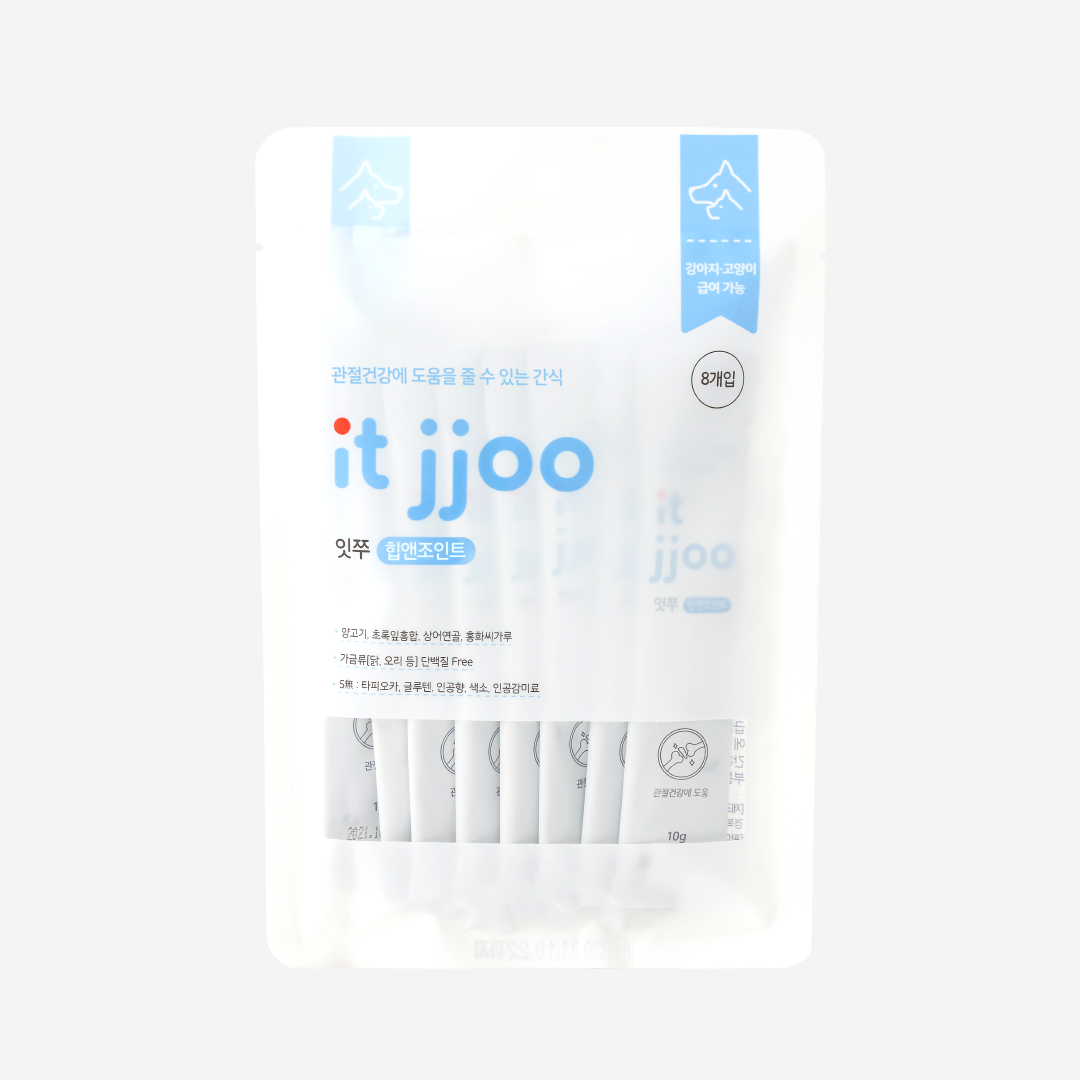 강아지·고양이
급여 가능
관절건강에 도움을 줄 수 있는 간식
8개입
it jjoo
잇쭈 힙앤조인트
it
jjoo
잇쭈 힙앤조인트
양고기, 초록잎홍합, 상어연골, 홍화씨가루
가금류[닭, 오리 등] 단백질 Free
5無 : 타피오카, 글루텐, 인공향, 색소, 인공감미료
관절건강에 도움
10g